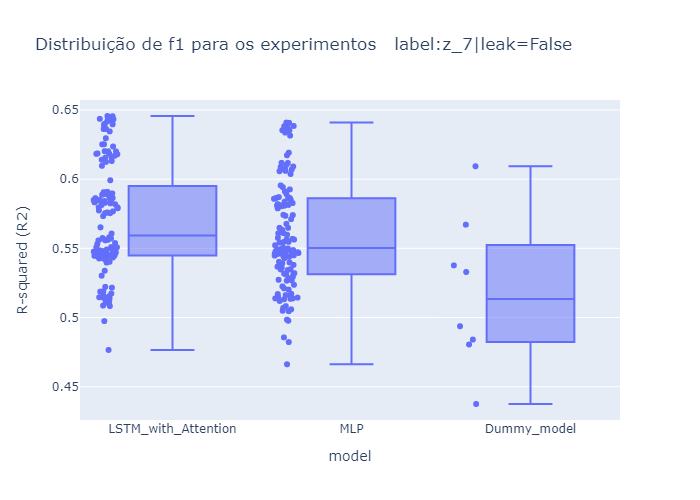 Distribuição de f1 para os experimentos   label:z_7|leak=False
0.65
0.6
0.55
0.5
0.45
R-squared (R2)
LSTM_with_Attention
MLP
Dummy_model
model